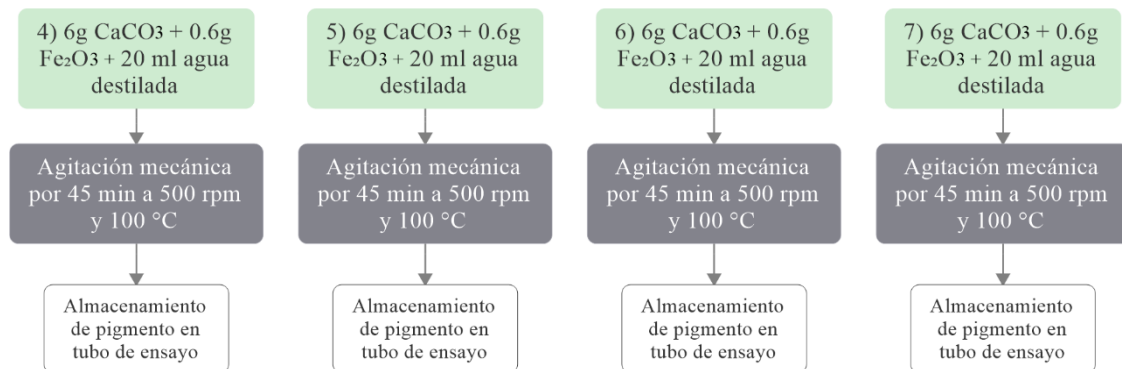 4) 6g CaCO3 + 0.6g
Fe₂O3 + 20 ml agua
destilada
5) 6g CaCO3 + 0.6g
Fe₂O3 + 20 ml agua
destilada
6) 6g CaCO3 + 0.6g
Fe₂O3 + 20 ml agua
destilada
7) 6g CaCO3 + 0.6g
Fe₂O3 + 20 ml agua
destilada
Agitación mecánica
por 45 min a 500 rpm
y 100 °C
Agitación mecánica
por 45 min a 500 rpm
y 100 °C
Agitación mecánica
por 45 min a 500 rpm
y 100 °C
Agitación mecánica
por 45 min a 500 rpm
y 100 °C
Almacenamiento
de pigmento en
tubo de ensayo
Almacenamiento
de pigmento en
tubo de ensayo
Almacenamiento
de pigmento en
tubo de ensayo
Almacenamiento
de pigmento en
tubo de ensayo